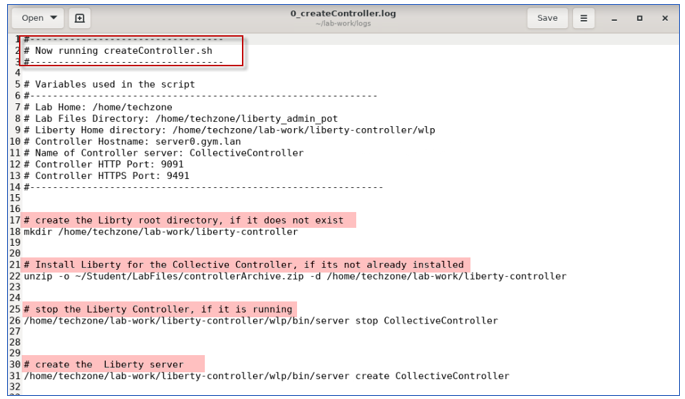 Open
0_createController.log
~/lab-work/logs
Save
1 #----------------------------------
2 # Now running createController.sh
3 #----------------------------------
4
5 # Variables used in the script
6 #-------------------------------------------------------------
7 # Lab Home: /home/techzone
8 # Lab Files Directory: /home/techzone/liberty_admin_pot
9 # Liberty Home directory: /home/techzone/lab-work/liberty-controller/wlp
10 # Controller Hostname: server0.gym.lan
11 # Name of Controller server: CollectiveController
12 # Controller HTTP Port: 9091
13 # Controller HTTPS Port: 9491
14 #--------------------------------------------------------------
15
16
17 # create the Librty root directory, if it does not exist
18 mkdir /home/techzone/lab-work/liberty-controller
19
20
21 # Install Liberty for the Collective Controller, if its not already installed
22 unzip -o ~/Student/LabFiles/controllerArchive.zip -d /home/techzone/lab-work/liberty-controller
23
24
25 # stop the Liberty Controller, if it is running
26 /home/techzone/lab-work/liberty-controller/wlp/bin/server stop CollectiveController
27
28
29
30 # create the  Liberty server
31 /home/techzone/lab-work/liberty-controller/wlp/bin/server create CollectiveController
32